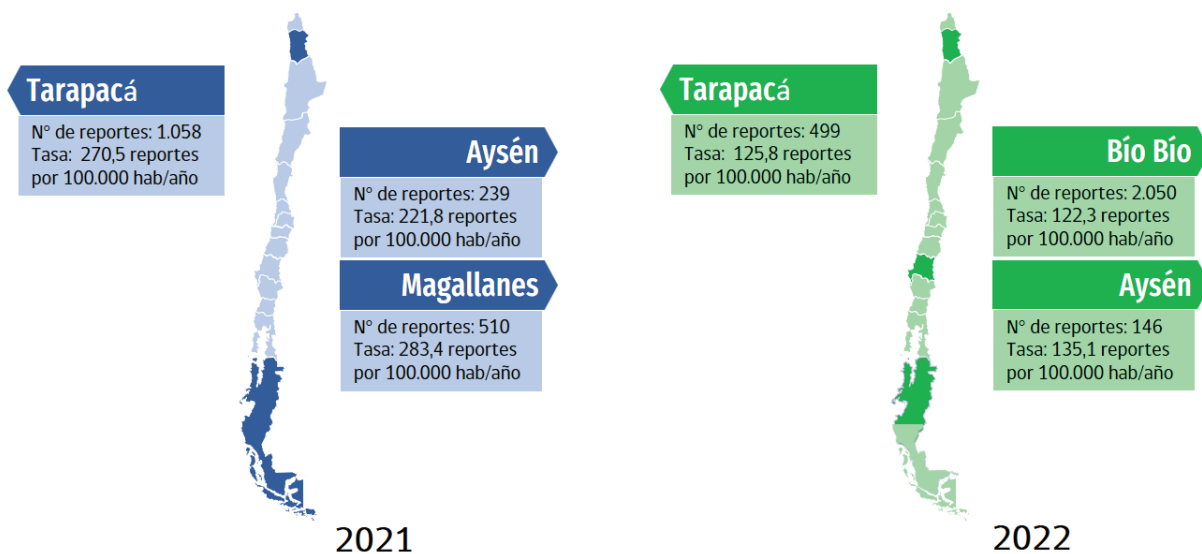 Tarapacá
N° de reportes: 1.058
Tasa: 270,5 reportes
por 100.000 hab/año
Aysén
N° de reportes: 239
Tasa: 221,8 reportes
por 100.000 hab/año
Magallanes
N° de reportes: 510
Tasa: 283,4 reportes
por 100.000 hab/año
2021
Tarapacá
N° de reportes: 499
Tasa: 125,8 reportes
por 100.000 hab/año
Bío Bío
N° de reportes: 2.050
Tasa: 122,3 reportes
por 100.000 hab/año
Aysén
N° de reportes: 146
Tasa: 135,1 reportes
por 100.000 hab/año
2022